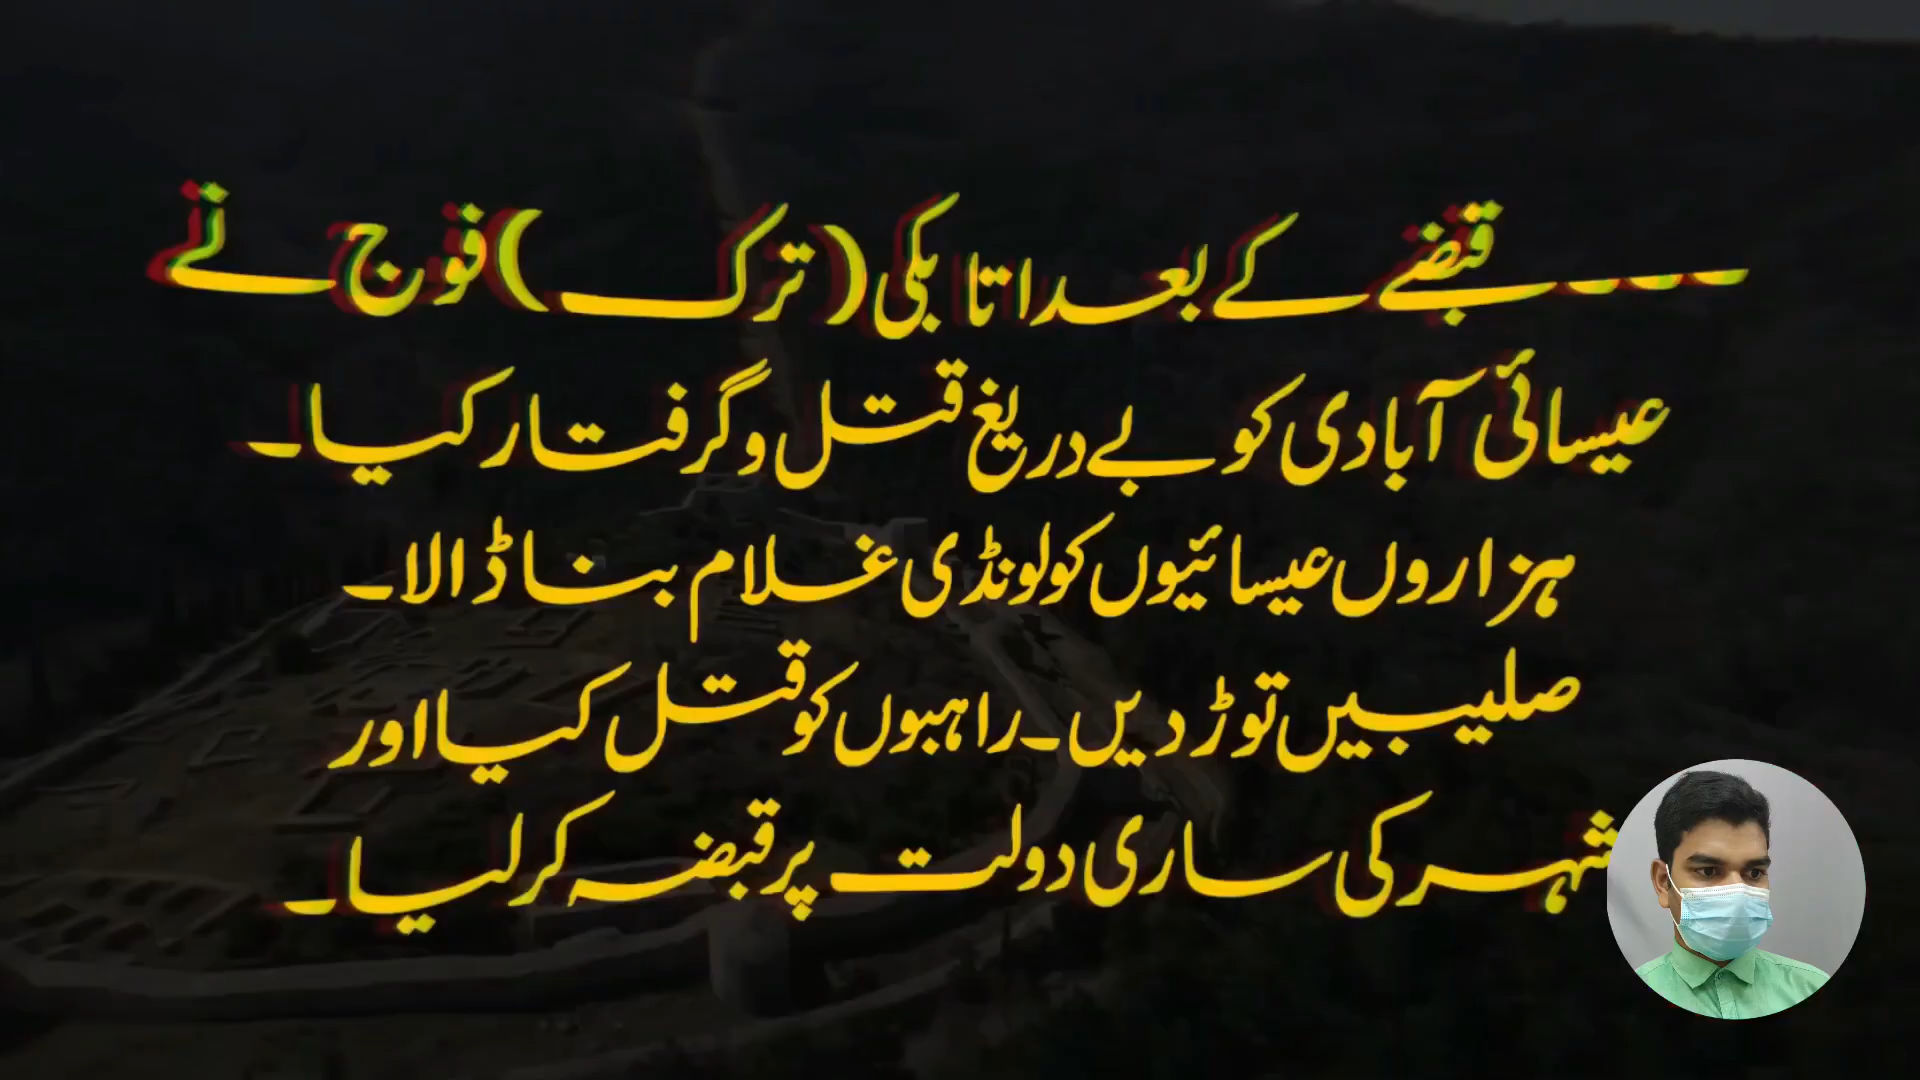 ۔۔۔۔قبضے کے بعد اتابکی (ترک) فوج نے
عیسائی آبادی کو بے دریغ قتل و گرفتار کیا۔
ہزاروں عیسائیوں کو لونڈی غلام بنا ڈالا۔
صلیبیں توڑ دیں۔ راہبوں کو قتل کیا اور
شہر کی ساری دولت پر قبضہ کر لیا۔